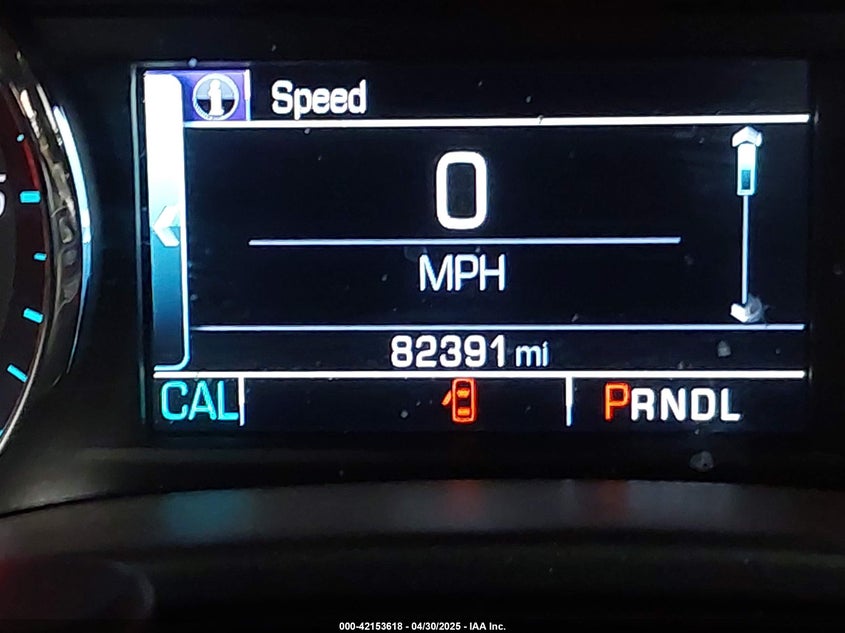 Speed
0
MPH
82391 mi
CAL
PRNDL
000-42153618 - 04/30/2025 - IAA Inc.